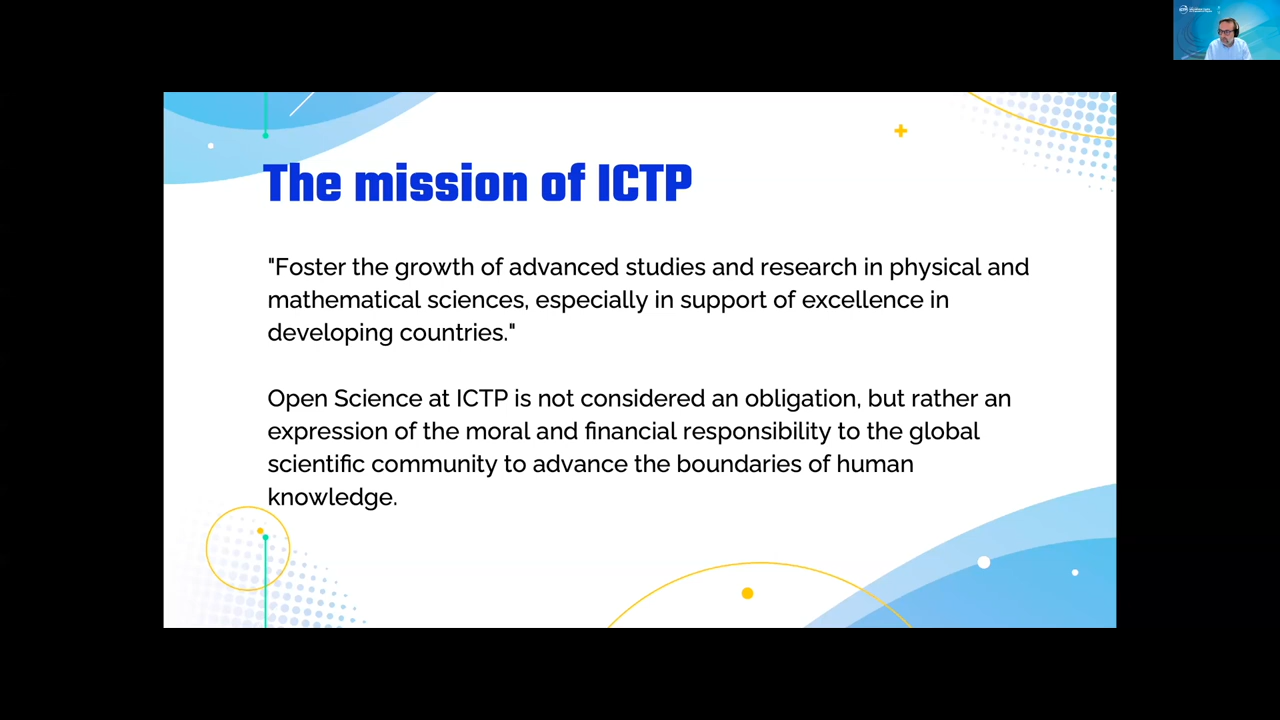 The mission of ICTP
"Foster the growth of advanced studies and research in physical and
mathematical sciences, especially in support of excellence in
developing countries."
Open Science at ICTP is not considered an obligation, but rather an
expression of the moral and financial responsibility to the global
scientific community to advance the boundaries of human
knowledge.